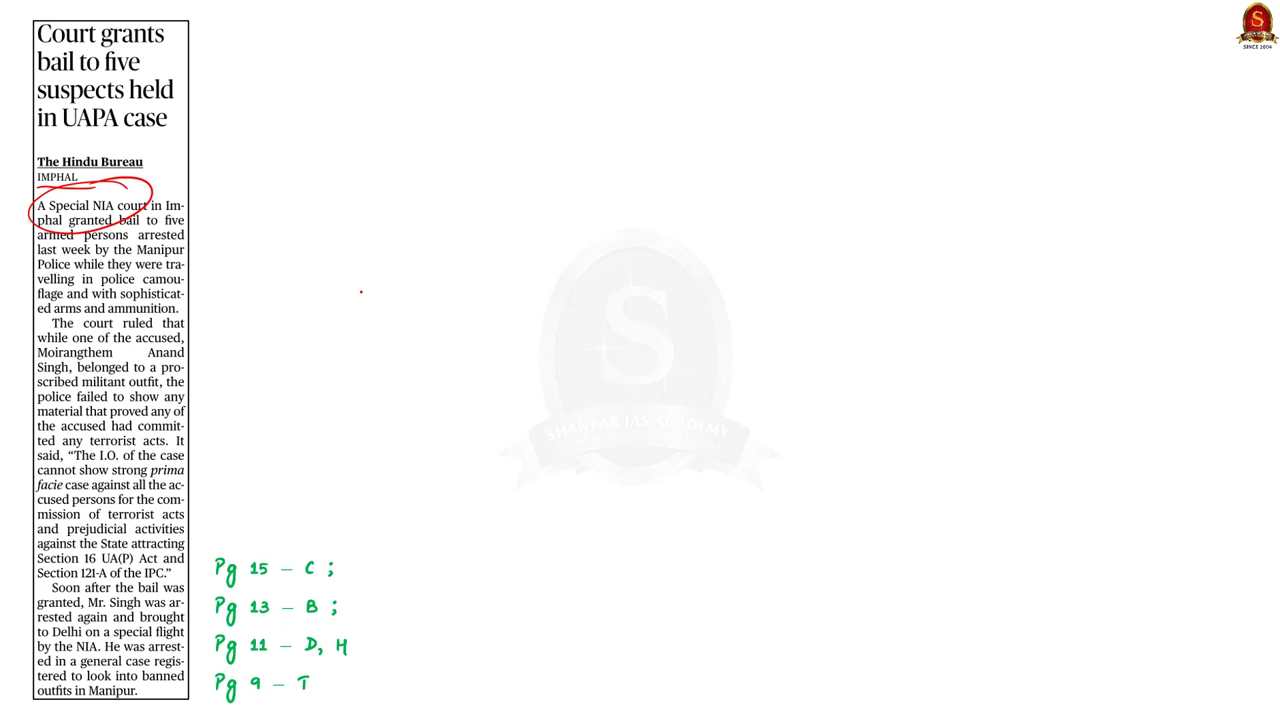 Court grants
bail to five
suspects held
in UAPA case
The Hindu Bureau
IMPHAL
A Special NIA court in Im-
phal granted bail to five
armed persons arrested
last week by the Manipur
Police while they were tra-
velling in police camou-
flage and with sophisticat-
ed arms and ammunition.
The court ruled that
while one of the accused,
Moirangthem Anand
Singh, belonged to a pro-
scribed militant outfit, the
police failed to show any
material that proved any of
the accused had commit-
ted any terrorist acts. It
said, “The I.O. of the case
cannot show strong prima
facie case against all the ac-
cused persons for the com-
mission of terrorist acts
and prejudicial activities
against the State attracting
Section 16 UA(P) Act and
Section 121-A of the IPC.”
Soon after the bail was
granted, Mr. Singh was ar-
rested again and brought
to Delhi on a special flight
by the NIA. He was arrest-
ed in a general case regis-
tered to look into banned
outfits in Manipur.
Pg 15 – C ;
Pg 13 – B ;
Pg 11 – D, H
Pg 9 – T
S
SHANKAR IAS ACADEMY
S
SINCE 2004